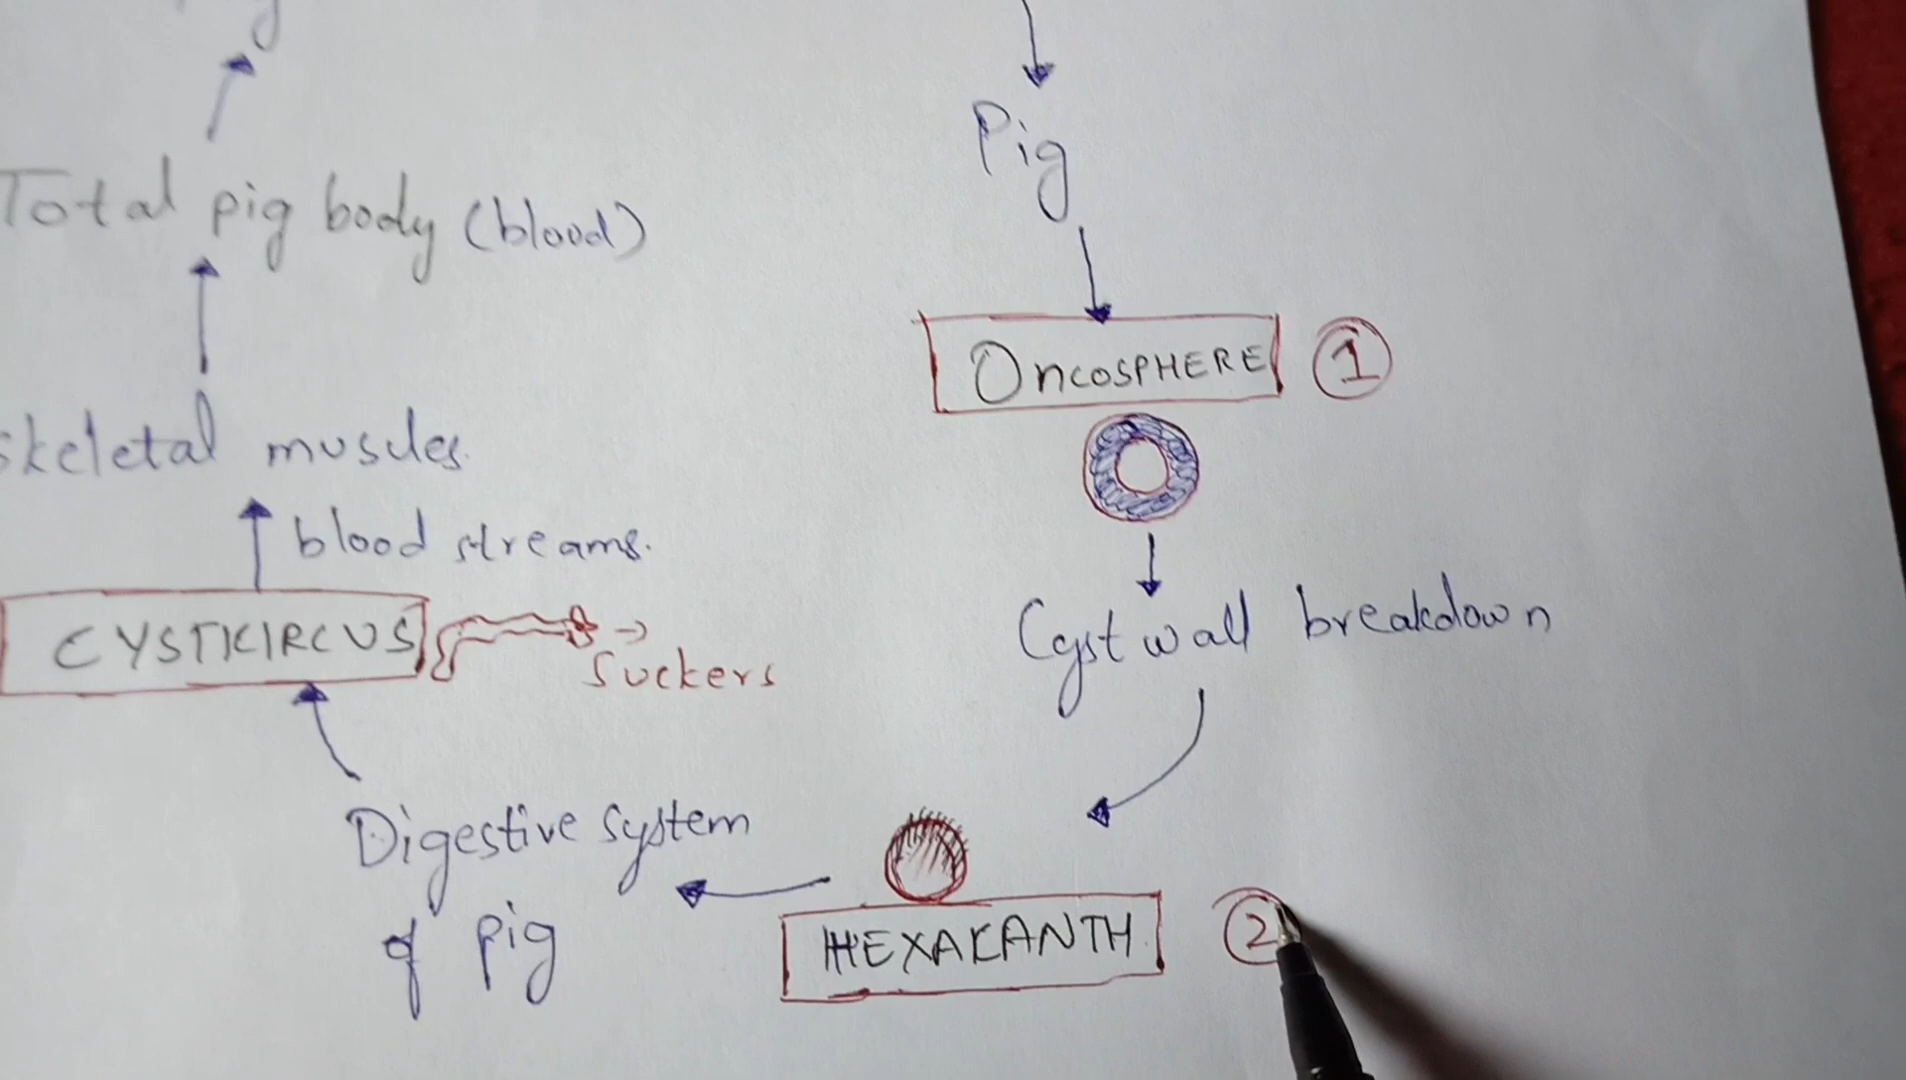 Pig
Total pig body (blood)
ONCOSPHERE
1
skeletal muscles.
blood streams.
Cyst wall breakdown
CYSTICIRCUS
Suckers
Digestive system
of pig
HEXAKANTH
2